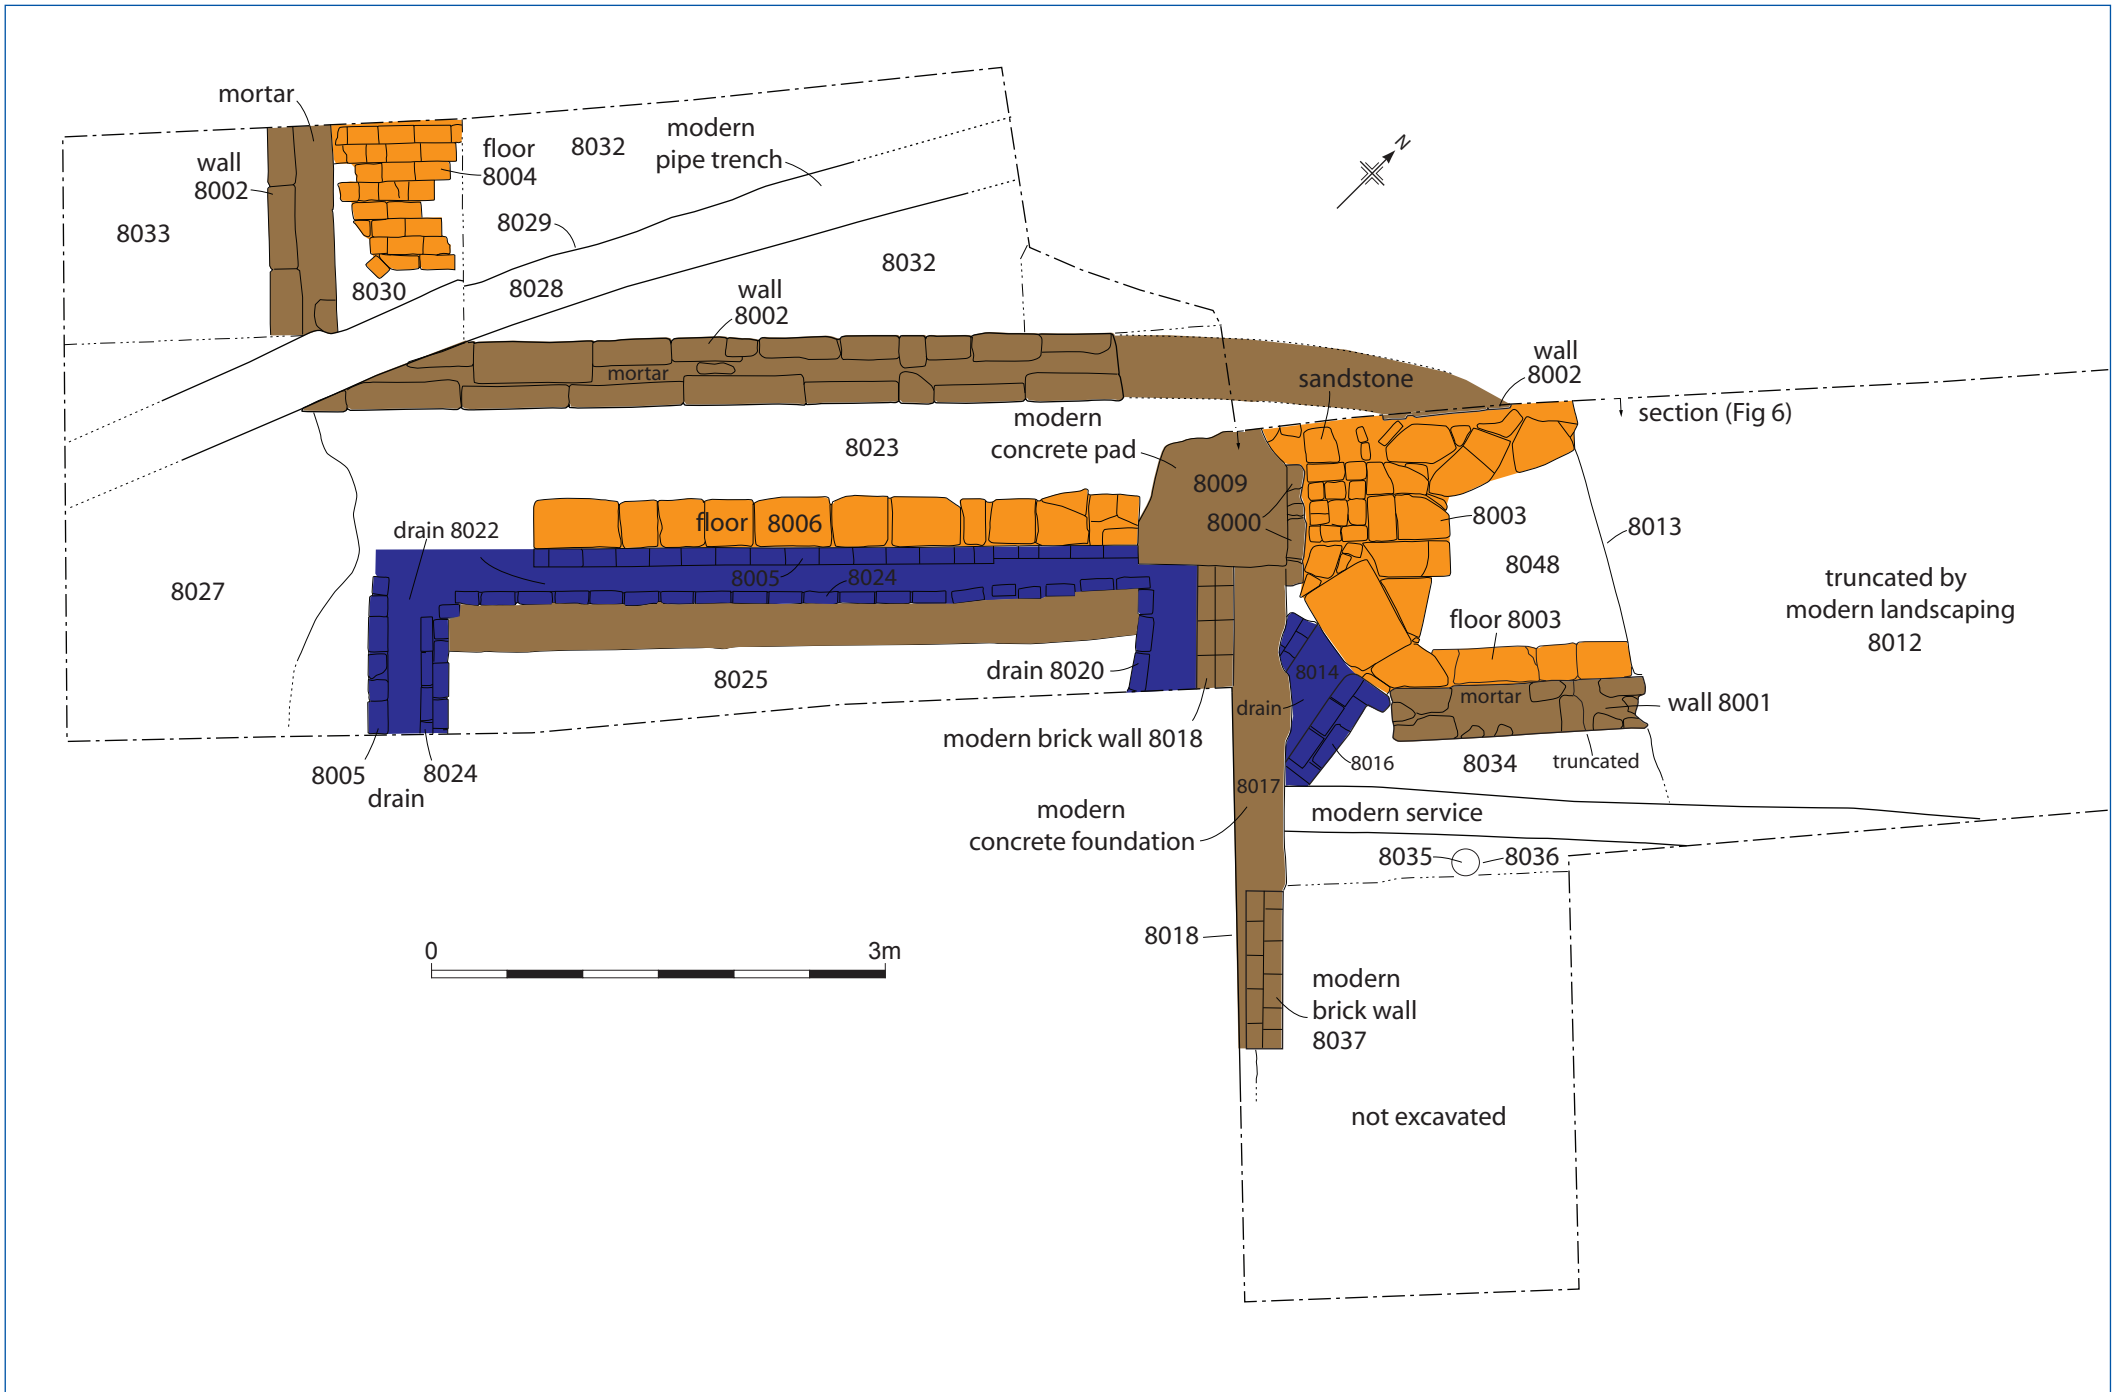 mortar
wall
8002
8033
floor
8004
8032
modern
pipe trench
8029
8030
8028
8032
wall
8002
mortar
N
sandstone
wall
8002
section (Fig 6)
modern
concrete pad
8023
8009
8000
8003
8013
8048
floor 8006
drain 8022
8005
8024
8027
truncated by
modern landscaping
8012
floor 8003
8025
drain 8020
8014
drain
mortar
wall 8001
modern brick wall 8018
8016
8034
truncated
8005
8024
drain
8017
modern
concrete foundation
modern service
8035
8036
8018
0
3m
modern
brick wall
8037
not excavated